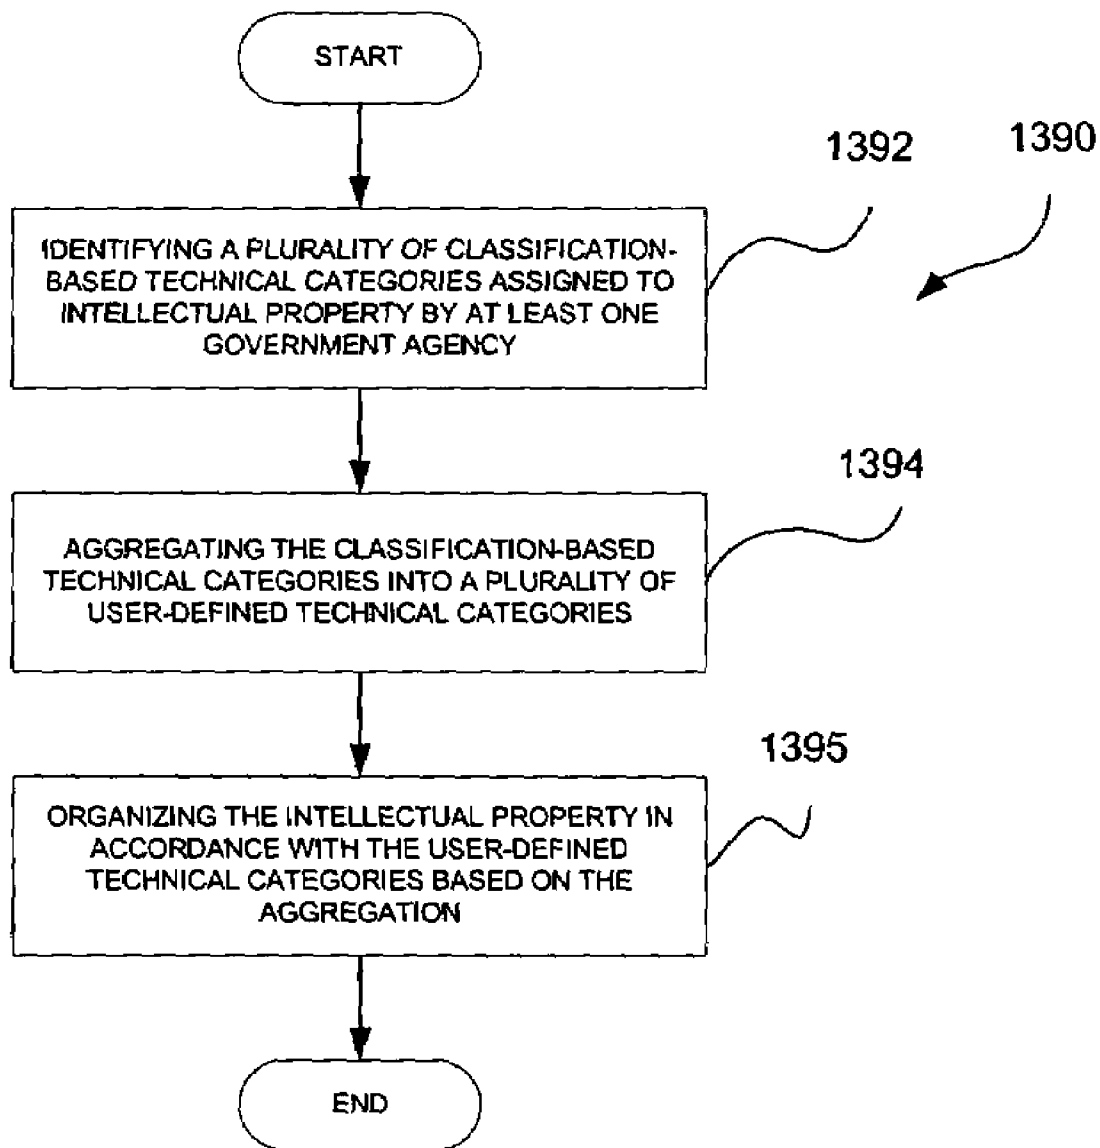 START
1390
1392
IDENTIFYING A PLURALITY OF CLASSIFICATION-
BASED TECHNICAL CATEGORIES ASSIGNED TO
INTELLECTUAL PROPERTY BY AT LEAST ONE
GOVERNMENT AGENCY
1394
AGGREGATING THE CLASSIFICATION-BASED
TECHNICAL CATEGORIES INTO A PLURALITY OF
USER-DEFINED TECHNICAL CATEGORIES
1395
ORGANIZING THE INTELLECTUAL PROPERTY IN
ACCORDANCE WITH THE USER-DEFINED
TECHNICAL CATEGORIES BASED ON THE
AGGREGATION
END